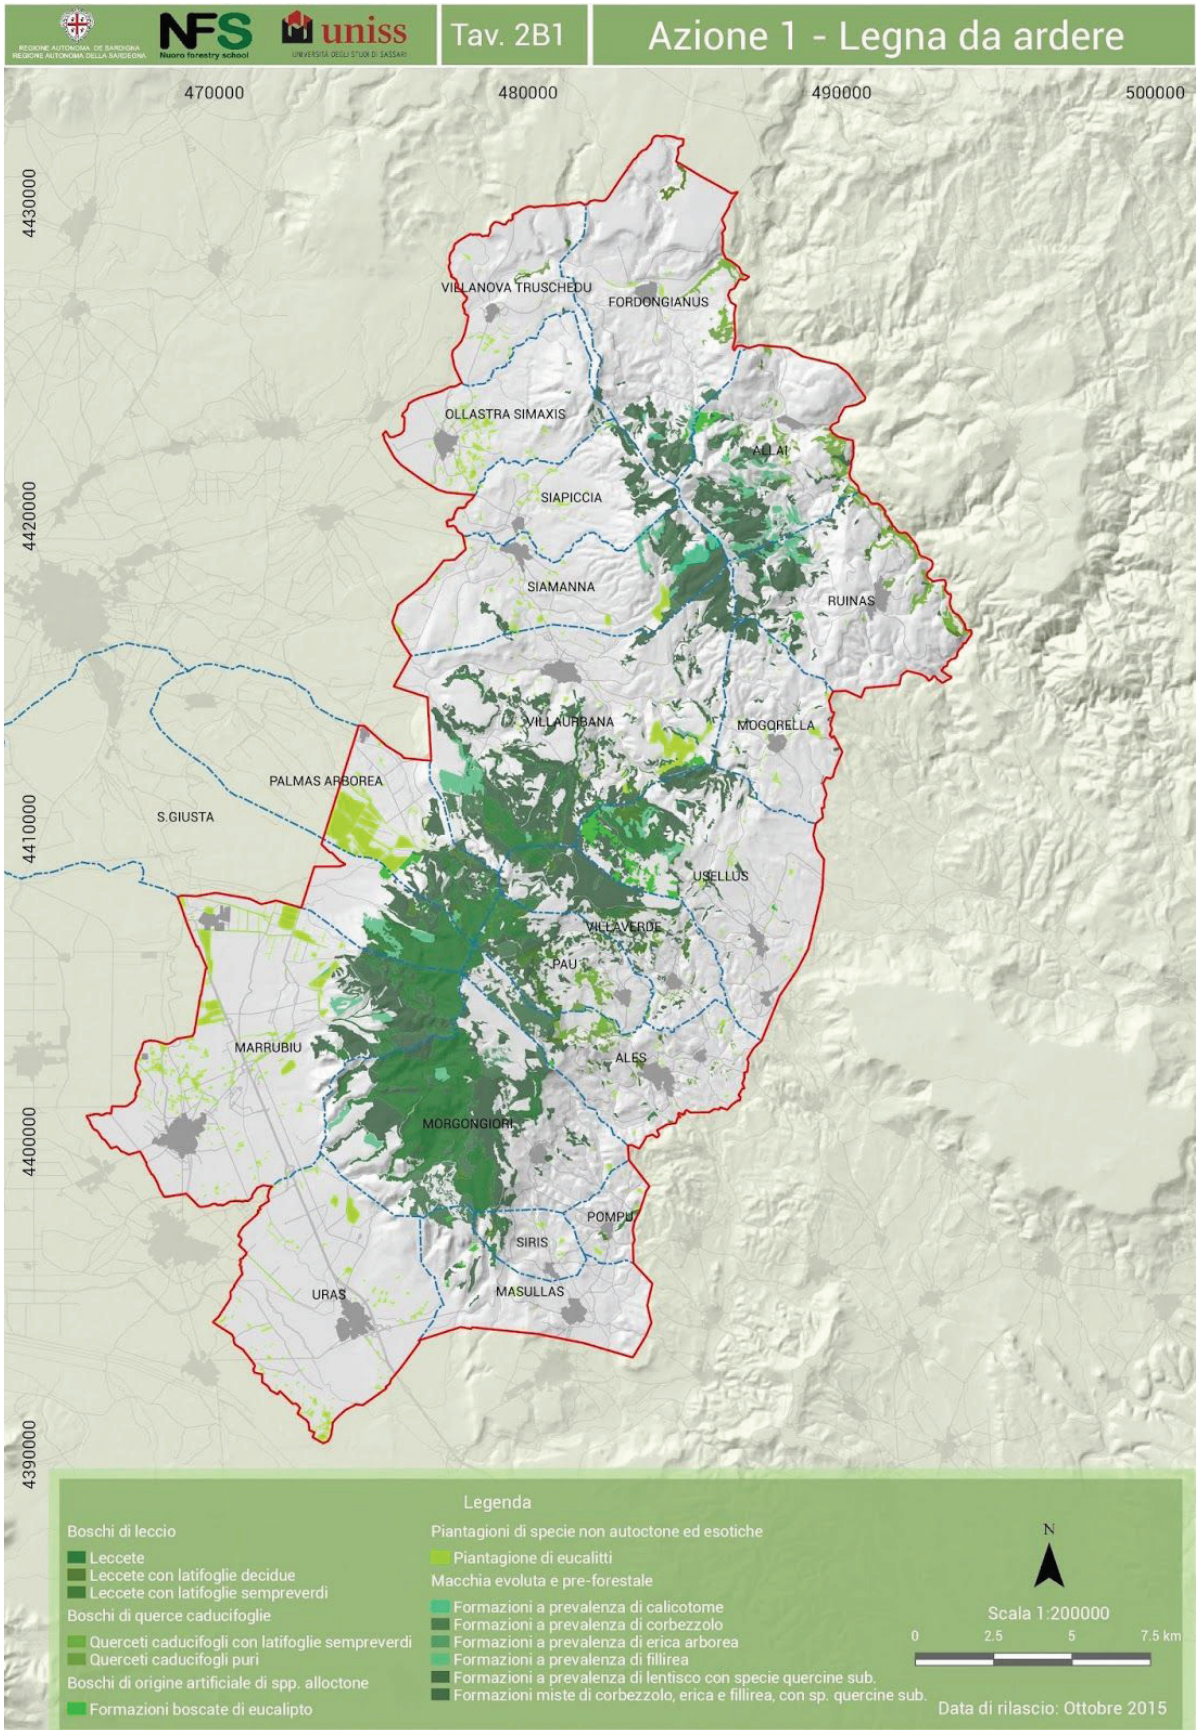 REGIONE AUTÒNOMA DE SARDIGNA
REGIONE AUTONOMA DELLA SARDEGNA
NFS
Nuoro forestry school
uniss
UNIVERSITÀ DEGLI STUDI DI SASSARI
Tav. 2B1
Azione 1 - Legna da ardere
470000
480000
490000
500000
4430000
4420000
4410000
4400000
4390000
VILLANOVA TRUSCHEDU
FORDONGIANUS
OLLASTRA SIMAXIS
ALLAI
SIAPICCIA
SIAMANNA
RUINAS
VILLAURBANA
MOGORELLA
PALMAS ARBOREA
S.GIUSTA
USELLUS
VILLAVERDE
PAU
MARRUBIU
ALES
MORGONGIORI
POMPU
SIRIS
URAS
MASULLAS
Legenda
Boschi di leccio
Leccete
Leccete con latifoglie decidue
Leccete con latifoglie sempreverdi
Boschi di querce caducifoglie
Querceti caducifogli con latifoglie sempreverdi
Querceti caducifogli puri
Boschi di origine artificiale di spp. alloctone
Formazioni boscate di eucalipto
Piantagioni di specie non autoctone ed esotiche
Piantagione di eucalitti
Macchia evoluta e pre-forestale
Formazioni a prevalenza di calicotome
Formazioni a prevalenza di corbezzolo
Formazioni a prevalenza di erica arborea
Formazioni a prevalenza di fillirea
Formazioni a prevalenza di lentisco con specie quercine sub.
Formazioni miste di corbezzolo, erica e fillirea, con sp. quercine sub.
N
Scala 1:200000
0 2.5 5 7.5 km
Data di rilascio: Ottobre 2015